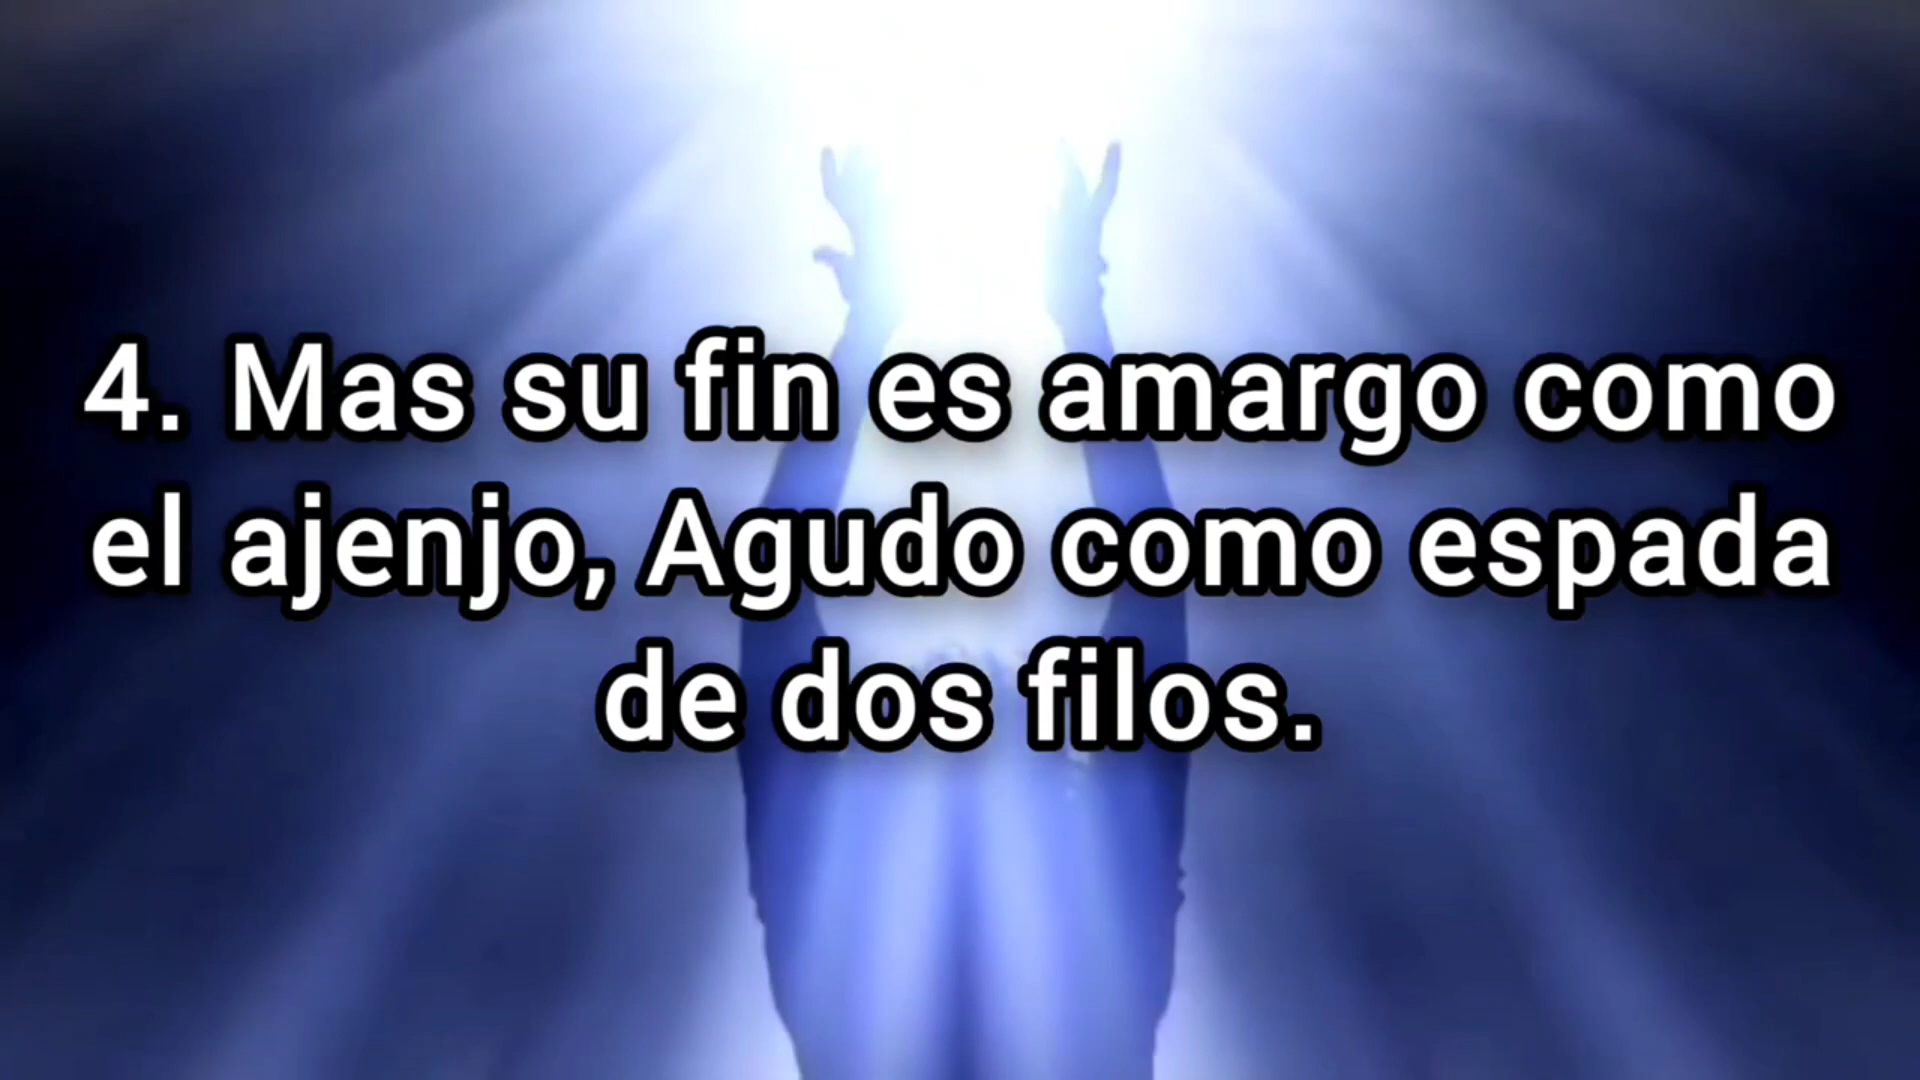 4. Mas su fin es amargo como
el ajenjo, Agudo como espada
de dos filos.